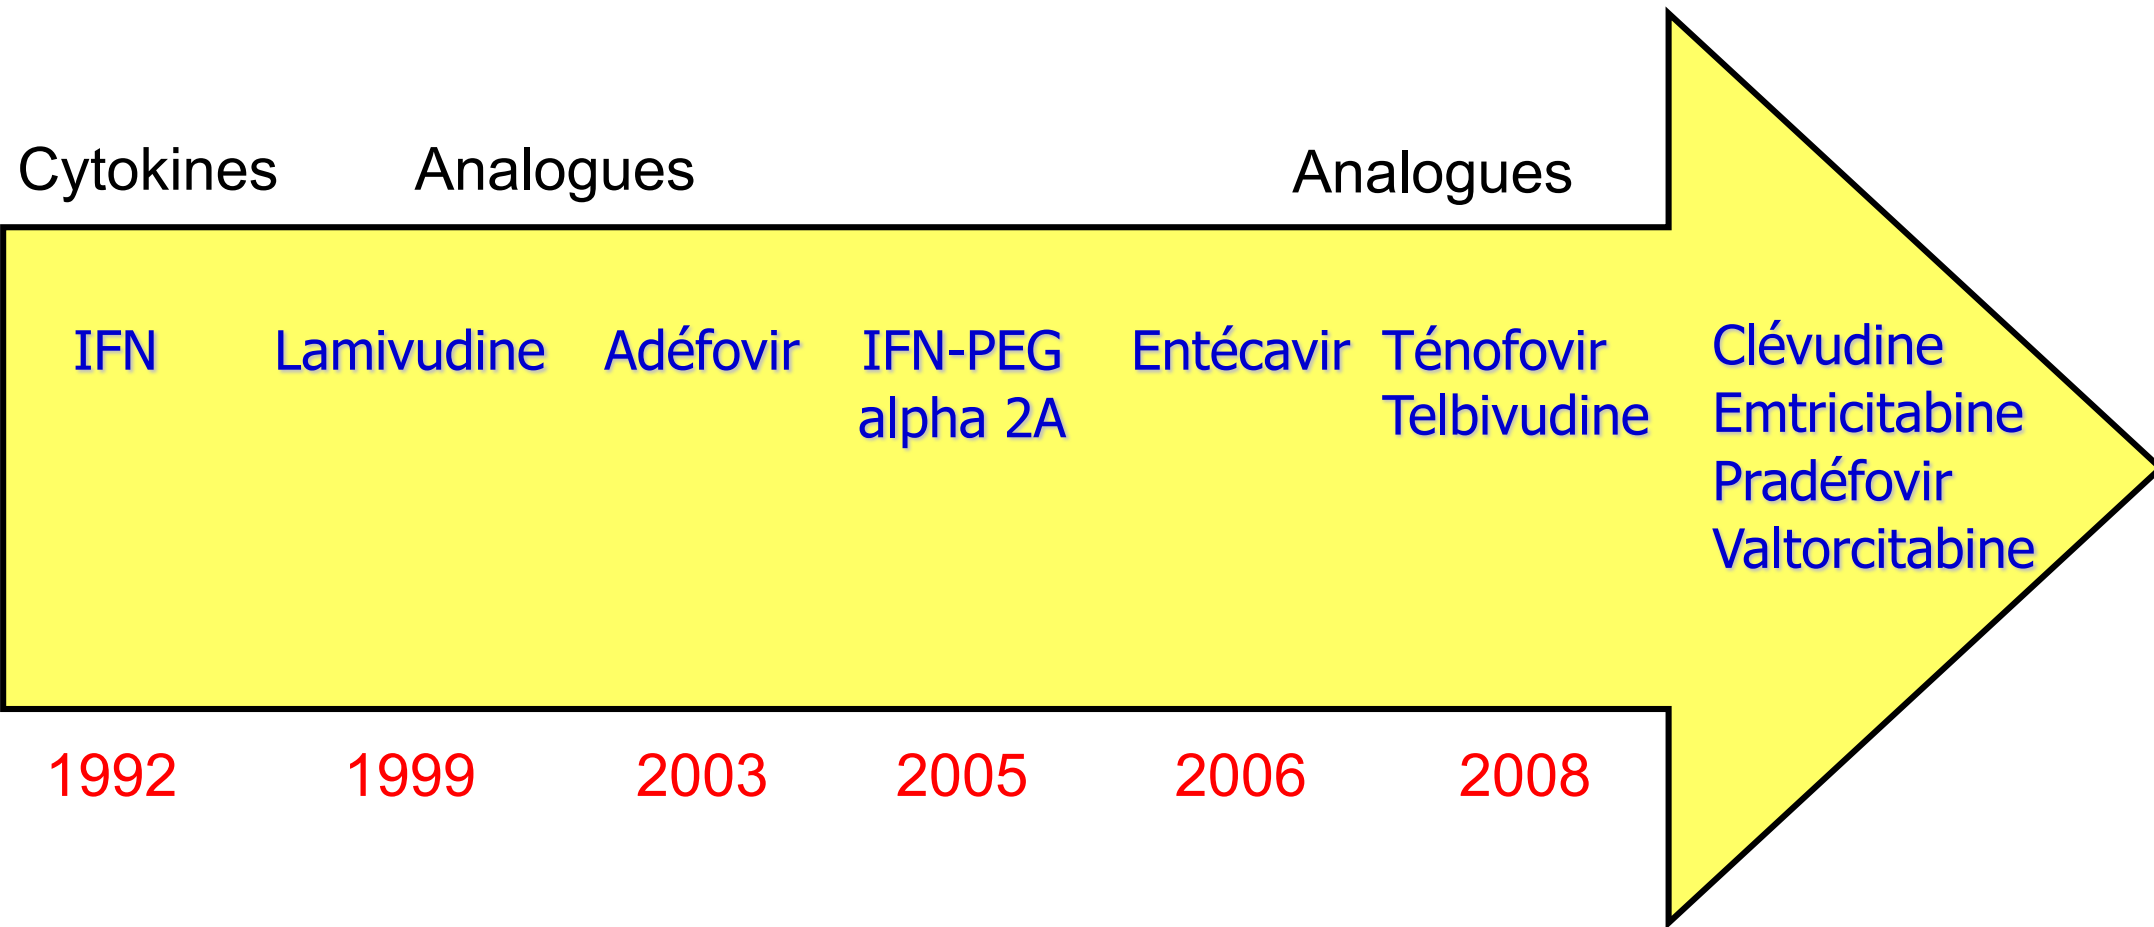 Cytokines Analogues Analogues
IFN Lamivudine Adéfovir IFN-PEG Entécavir Ténofovir Clévudine
alpha 2A Telbivudine Emtricitabine
Pradéfovir
Valtorcitabine
1992 1999 2003 2005 2006 2008